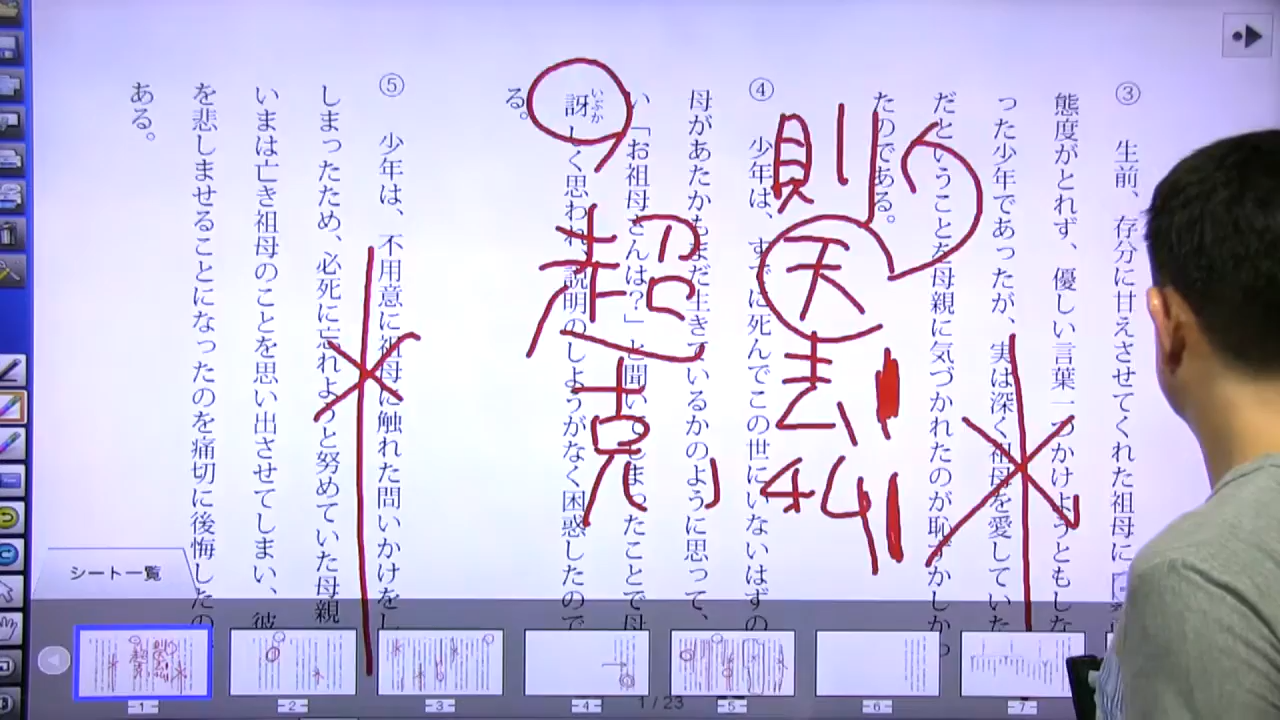 ③　生前、存分に甘えさせてくれた祖母に
態度がとれず、優しい言葉一つかけようともしな
った少年であったが、実は深く祖母を愛していた
だということを母親に気づかれたのが恥ずかしか
たのである。
④　少年は、すでに死んでこの世にいないはずの
母があたかもまだ生きているかのように思って、
い「お祖母さんは？」と聞いてしまったことで母
訝しく思われ、説明のしようがなく困惑したので
いぶか
る。
⑤　少年は、不用意に祖母に触れた問いかけをし
しまったため、必死に忘れようと努めていた母親
いまは亡き祖母のことを思い出させてしまい、彼
を悲しませることになったのを痛切に後悔したの
ある。
則
天
去
私
超
克
シート一覧
1
2
3
4
5
6
7
1 / 23